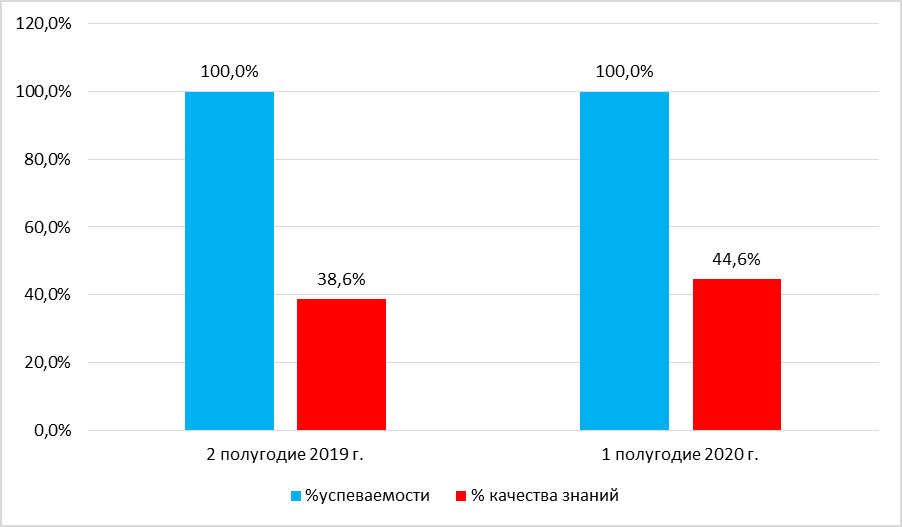 120,0%
100,0%
80,0%
60,0%
40,0%
20,0%
0,0%
100,0%
38,6%
100,0%
44,6%
2 полугодие 2019 г.
1 полугодие 2020 г.
%успеваемости
% качества знаний